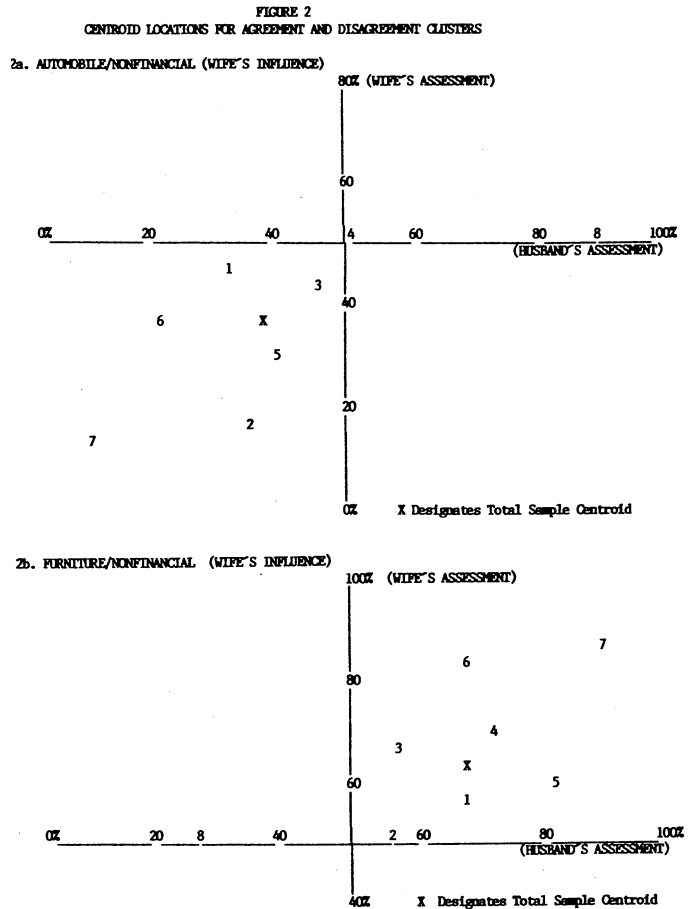 FIGURE 2
CENTROID LOCATIONS FOR AGREEMENT AND DISAGREEMENT CLUSTERS
2a. AUTOMOBILE/NONFINANCIAL (WIFE´S INFLUENCE)
80% (WIFE´S ASSESSMENT)
60
0% 20 40 4 60 80 8 100%
(HUSBAND´S ASSESSMENT)
1
3
40
6 X
5
20
2
7
0% X Designates Total Sample Centroid
2b. FURNITURE/NONFINANCIAL (WIFE´S INFLUENCE)
100% (WIFE´S ASSESSMENT)
7
6
80
4
3
X
60 5
1
0% 20 8 40 2 60 80 100%
(HUSBAND´S ASSESSMENT)
40% X Designates Total Sample Centroid